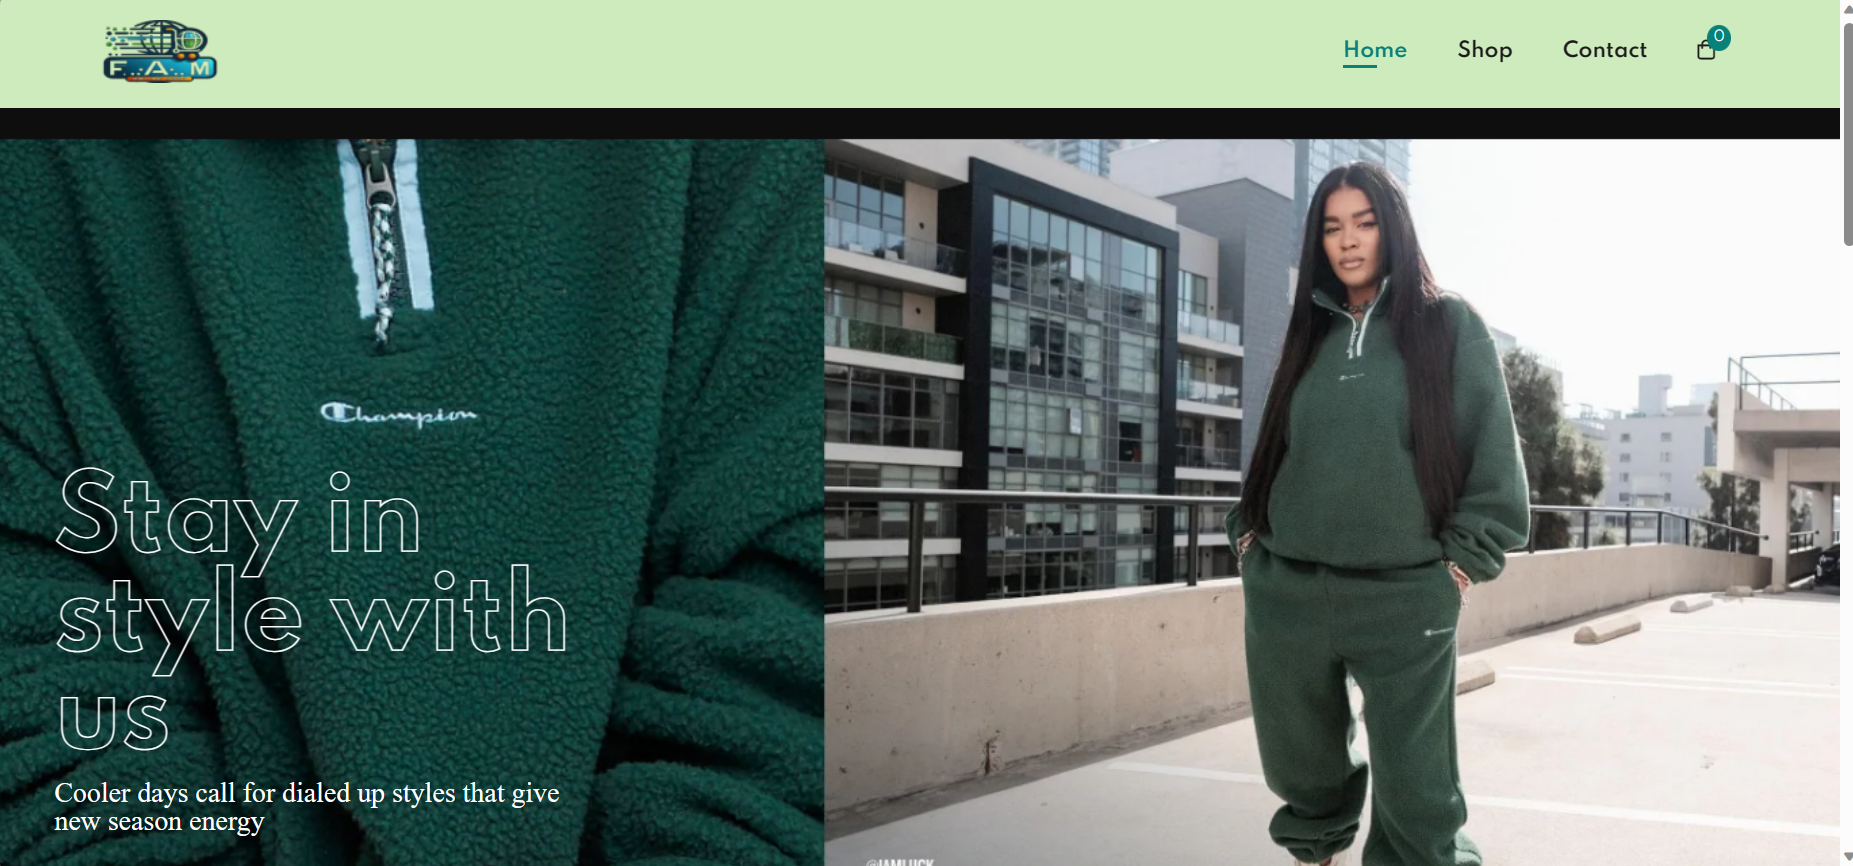 F...A...M
Home
Shop
Contact
0
Champion
Stay in
style with
us
Cooler days call for dialed up styles that give
new season energy
@IAMLUCK